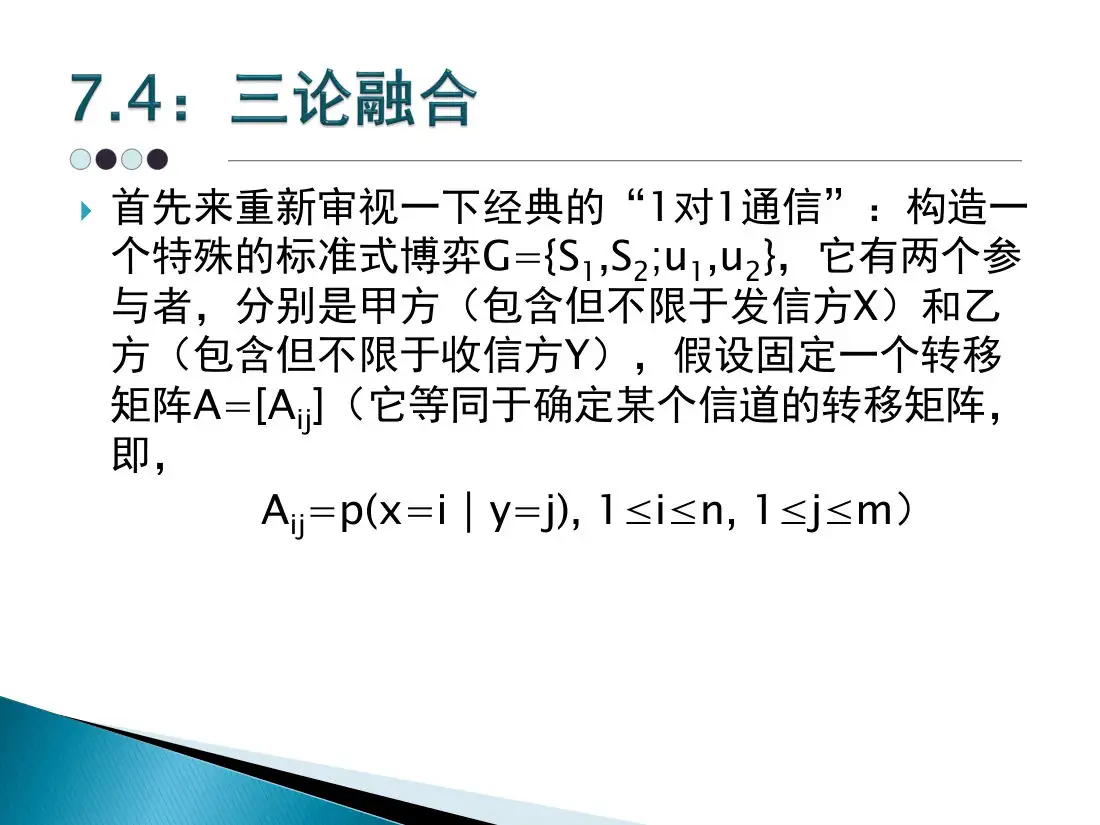 7.4：三论融合
首先来重新审视一下经典的“1对1通信”：构造一
个特殊的标准式博弈G={S₁,S₂;u₁,u₂}，它有两个参
与者，分别是甲方（包含但不限于发信方X）和乙
方（包含但不限于收信方Y），假设固定一个转移
矩阵A=[Aᵢⱼ]（它等同于确定某个信道的转移矩阵，
即，
Aᵢⱼ=p(x=i | y=j), 1≤i≤n, 1≤j≤m）